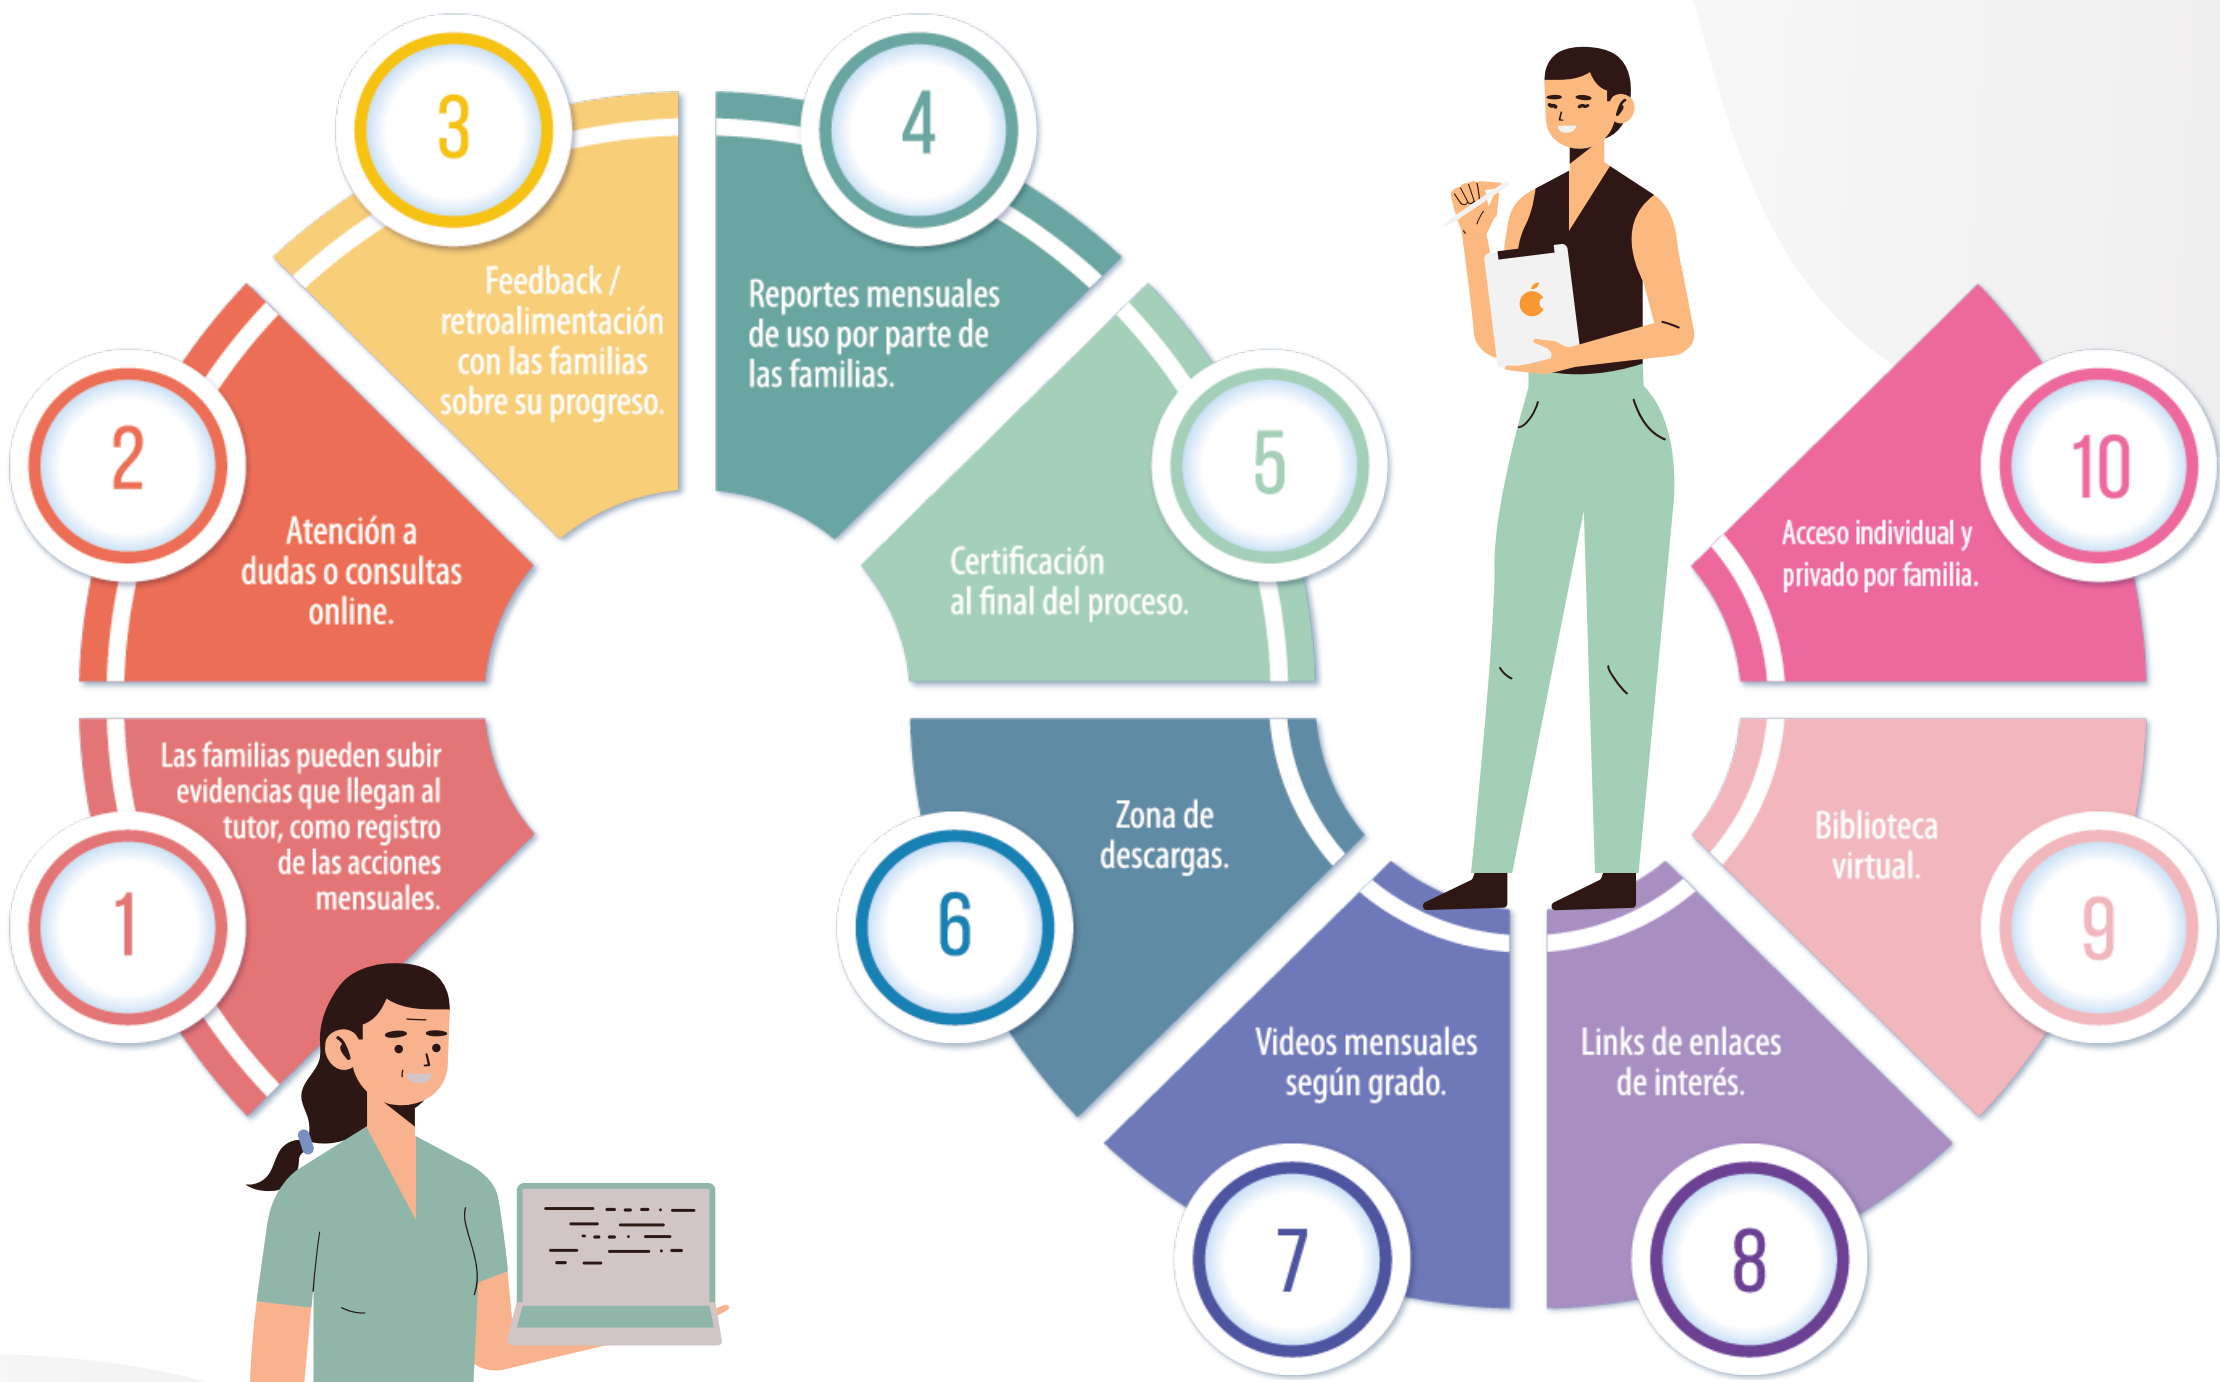 1
Las familias pueden subir
evidencias que llegan al
tutor, como registro
de las acciones
mensuales.
2
Atención a
dudas o consultas
online.
3
Feedback /
retroalimentación
con las familias
sobre su progreso.
4
Reportes mensuales
de uso por parte de
las familias.
5
Certificación
al final del proceso.
6
Zona de
descargas.
7
Videos mensuales
según grado.
8
Links de enlaces
de interés.
9
Biblioteca
virtual.
10
Acceso individual y
privado por familia.